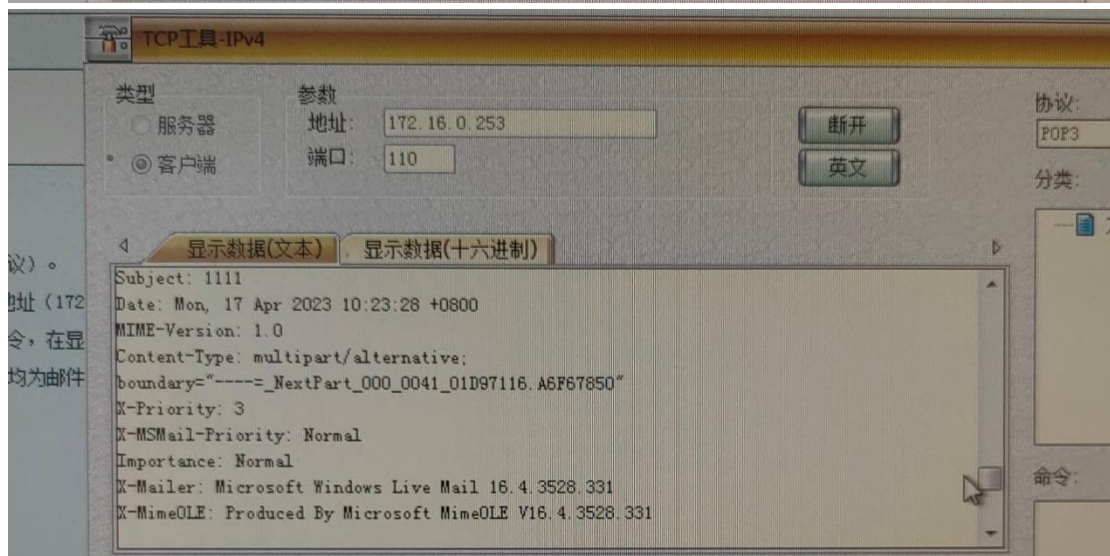 TCP工具-IPv4
类型
参数
协议:
服务器
地址:
172.16.0.253
断开
POP3
客户端
端口:
110
英文
分类:
显示数据(文本)
显示数据(十六进制)
议)。
地址(172
令,在显
均为邮件
Subject: 1111
Date: Mon, 17 Apr 2023 10:23:28 +0800
MIME-Version: 1.0
Content-Type: multipart/alternative;
boundary="----=_NextPart_000_0041_01D97116.A6F67850"
X-Priority: 3
X-MSMail-Priority: Normal
Importance: Normal
X-Mailer: Microsoft Windows Live Mail 16.4.3528.331
X-MimeOLE: Produced By Microsoft MimeOLE V16.4.3528.331
命令: